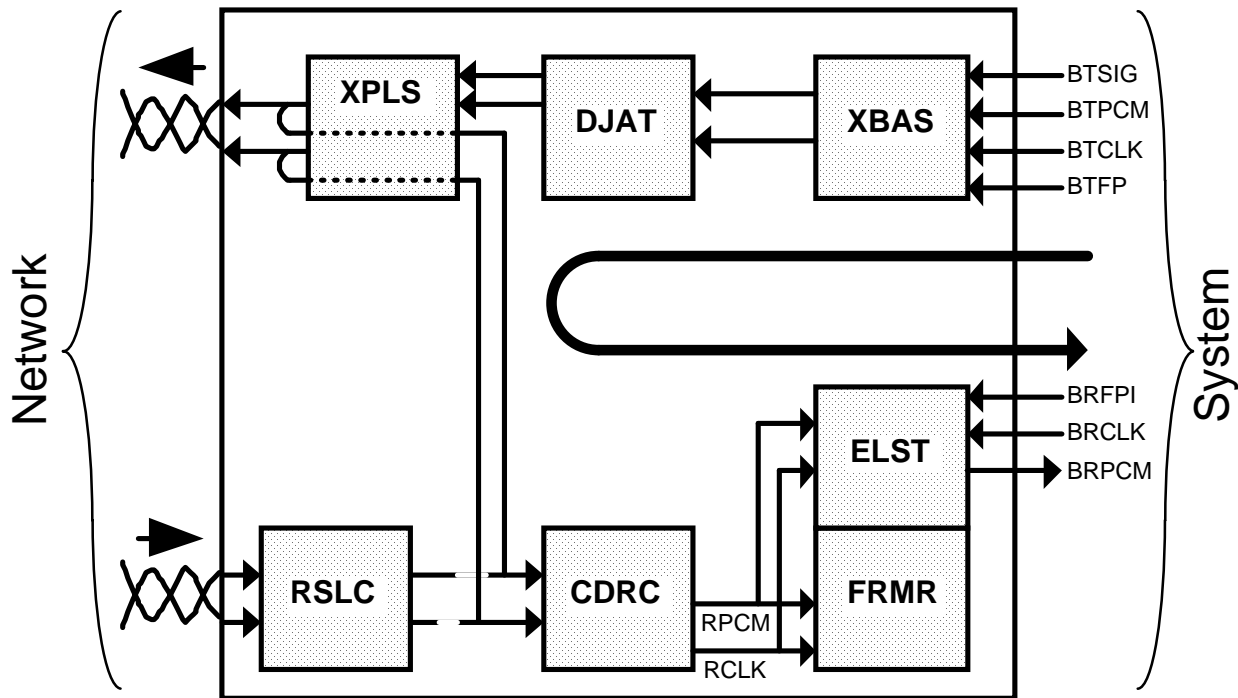 XPLS
DJAT
XBAS
BTSIG
BTPCM
BTCLK
BTFP
Network
System
BRFPI
BRCLK
BRPCM
ELST
RSLC
CDRC
FRMR
RPCM
RCLK